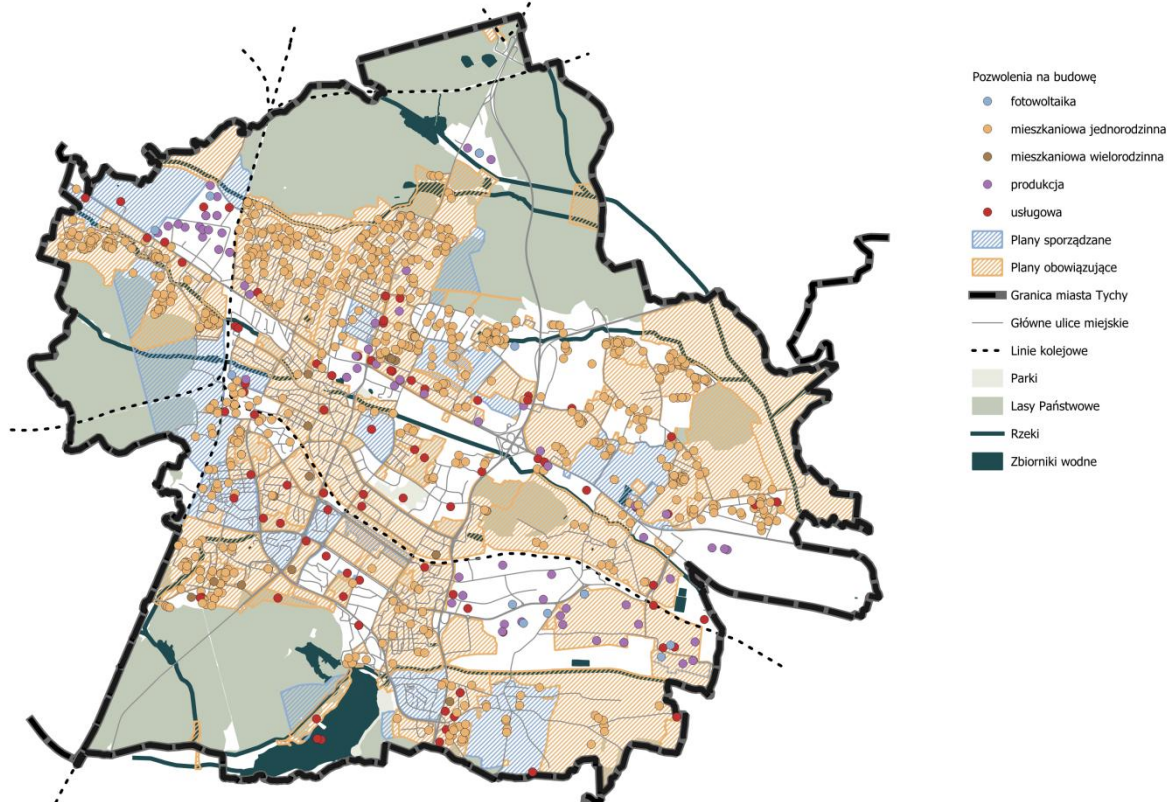 Pozwolenia na budowę
fotowoltaika
mieszkaniowa jednorodzinna
mieszkaniowa wielorodzinna
produkcja
usługowa
Plany sporządzane
Plany obowiązujące
Granica miasta Tychy
Główne ulice miejskie
Linie kolejowe
Parki
Lasy Państwowe
Rzeki
Zbiorniki wodne